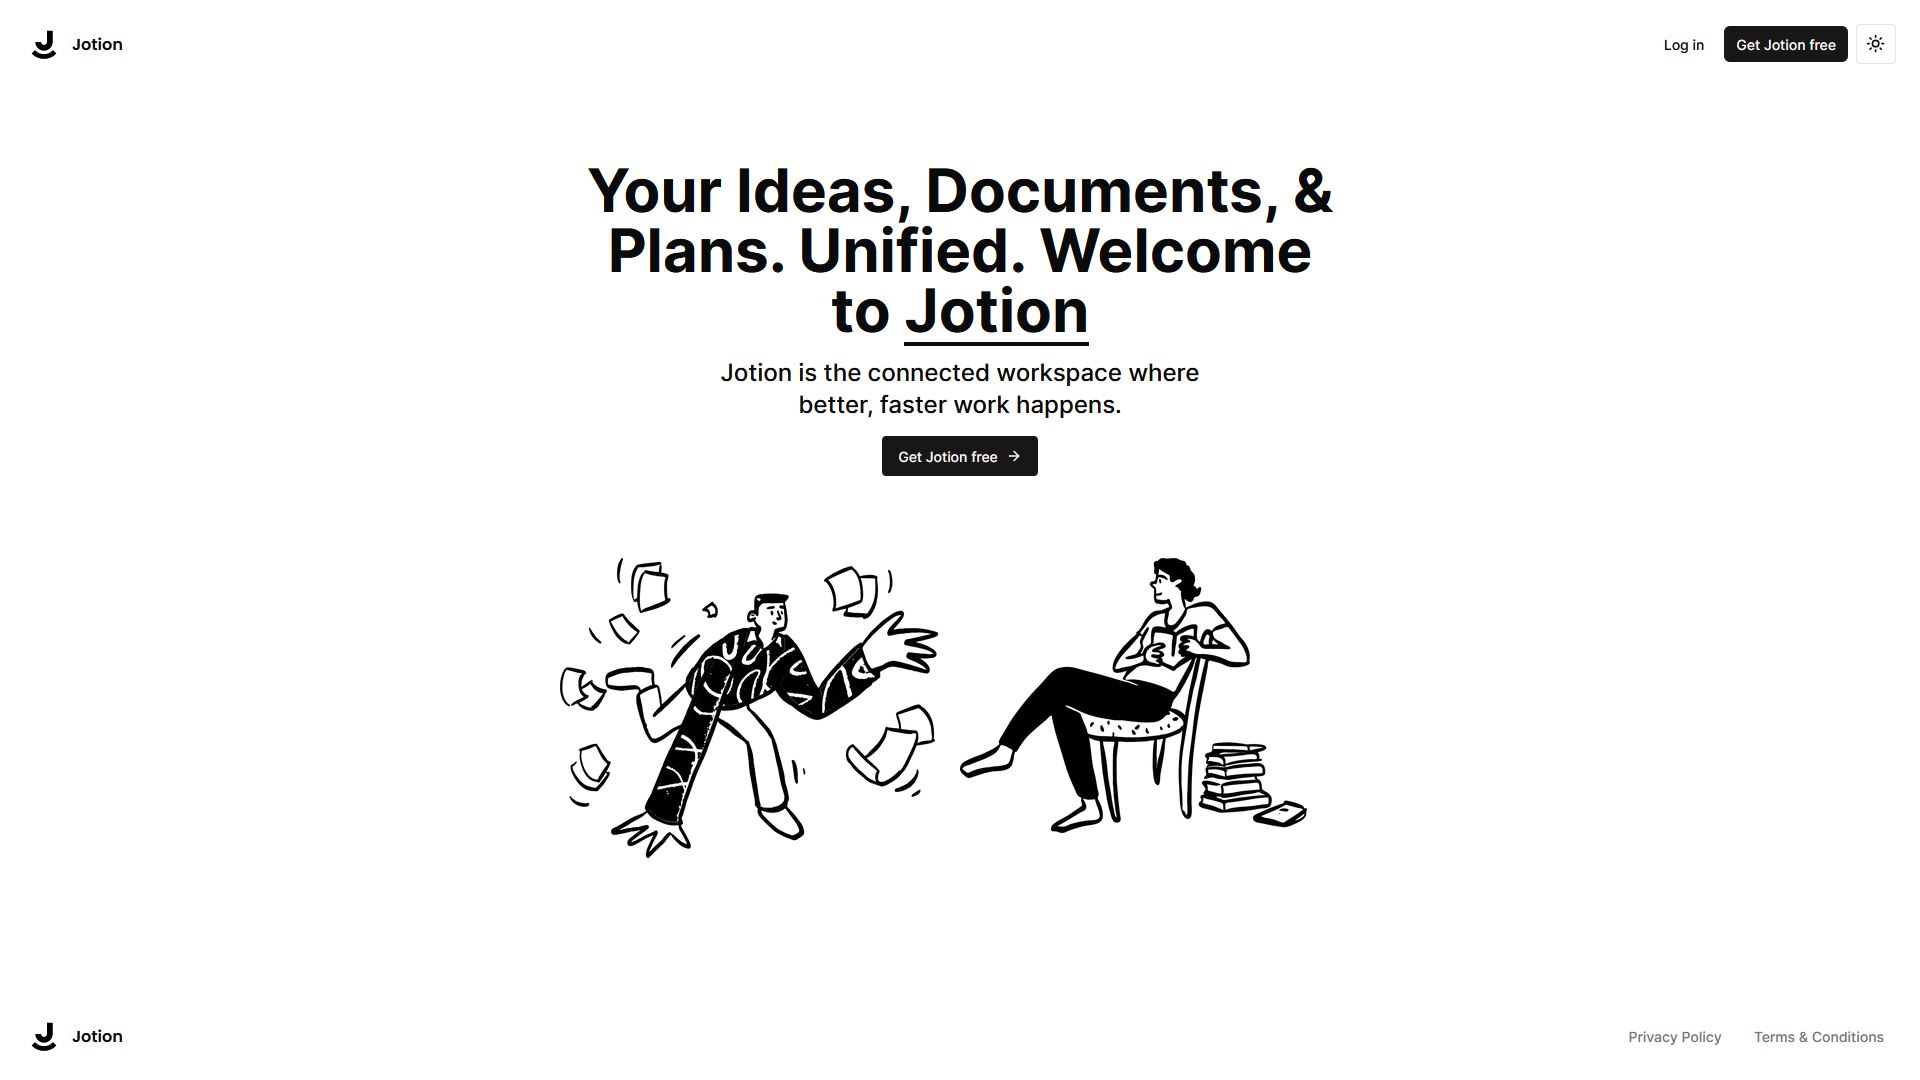 Jotion
Log in
Get Jotion free
Your Ideas, Documents, &
Plans. Unified. Welcome
to Jotion
Jotion is the connected workspace where
better, faster work happens.
Get Jotion free
Jotion
Privacy Policy
Terms & Conditions